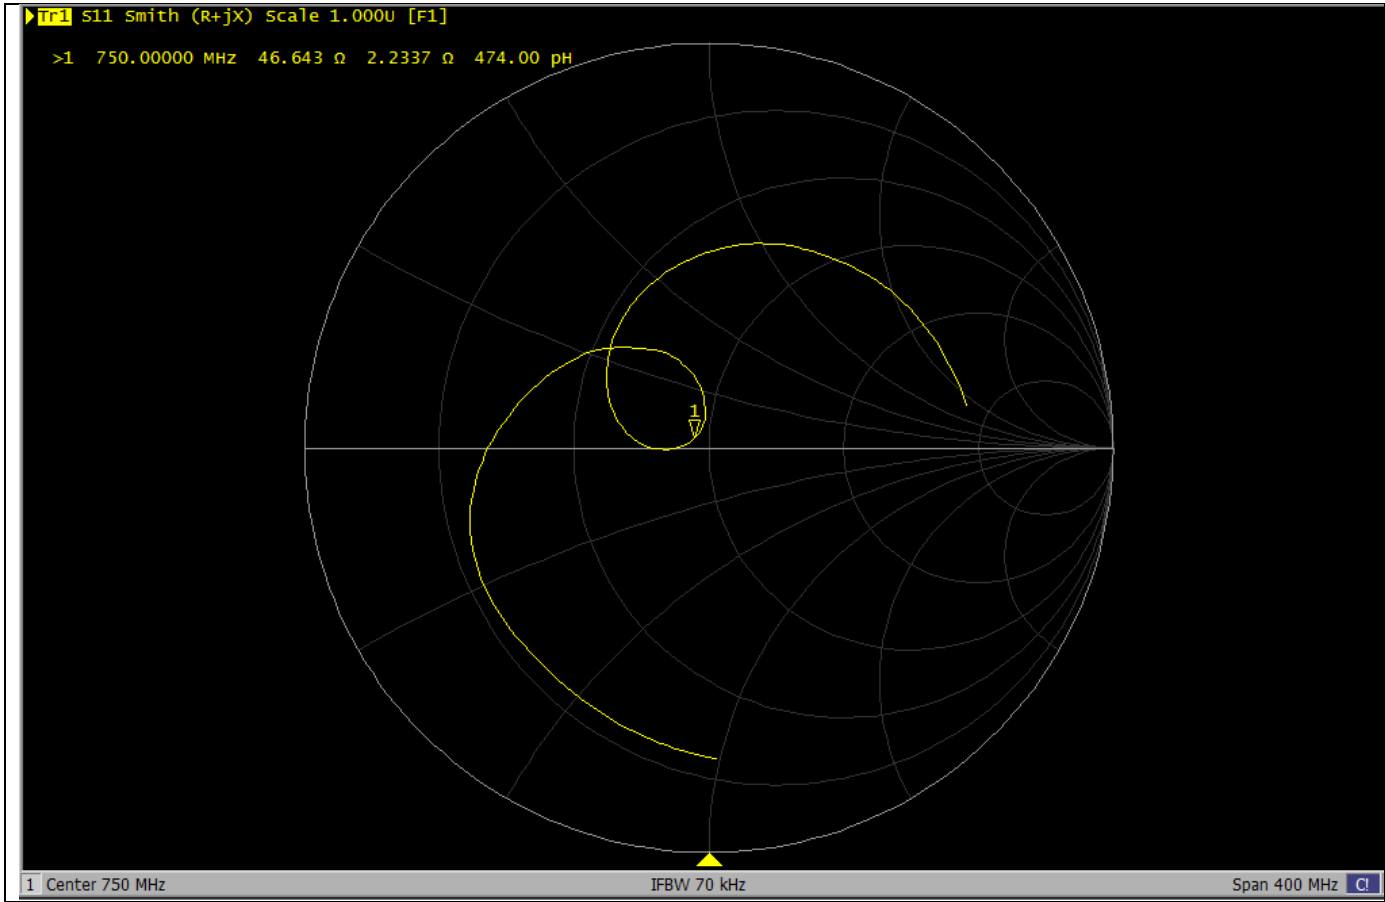 Tr1 S11 Smith (R+jX) Scale 1.000U [F1]
>1 750.00000 MHz 46.643 Ω 2.2337 Ω 474.00 pH
1
1 Center 750 MHz IFBW 70 kHz Span 400 MHz C!